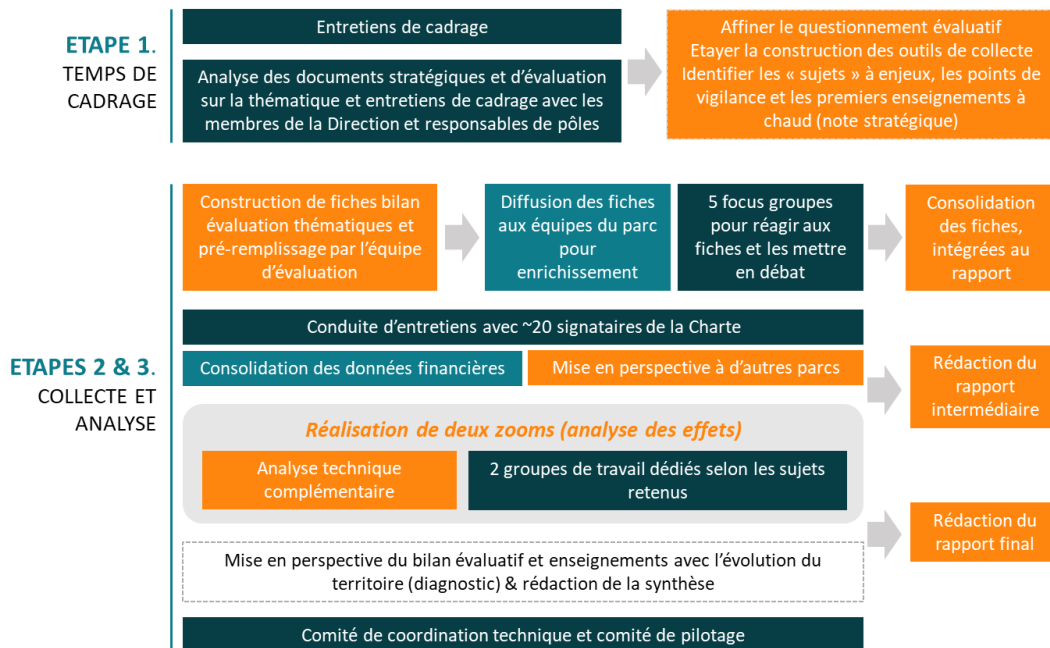 ETAPE 1.
TEMPS DE
CADRAGE
Entretiens de cadrage
Analyse des documents stratégiques et d'évaluation
sur la thématique et entretiens de cadrage avec les
membres de la Direction et responsables de pôles
Affiner le questionnement évaluatif
Etayer la construction des outils de collecte
Identifier les « sujets » à enjeux, les points de
vigilance et les premiers enseignements à
chaud (note stratégique)
ETAPES 2 & 3.
COLLECTE ET
ANALYSE
Construction de fiches bilan
évaluation thématiques et
pré-remplissage par l'équipe
d'évaluation
Diffusion des fiches
aux équipes du parc
pour
enrichissement
5 focus groupes
pour réagir aux
fiches et les mettre
en débat
Consolidation
des fiches,
intégrées au
rapport
Conduite d'entretiens avec ~20 signataires de la Charte
Consolidation des données financières
Mise en perspective à d'autres parcs
Rédaction du
rapport
intermédiaire
Réalisation de deux zooms (analyse des effets)
Analyse technique
complémentaire
2 groupes de travail dédiés selon les sujets
retenus
Rédaction du
rapport final
Mise en perspective du bilan évaluatif et enseignements avec l'évolution du
territoire (diagnostic) & rédaction de la synthèse
Comité de coordination technique et comité de pilotage